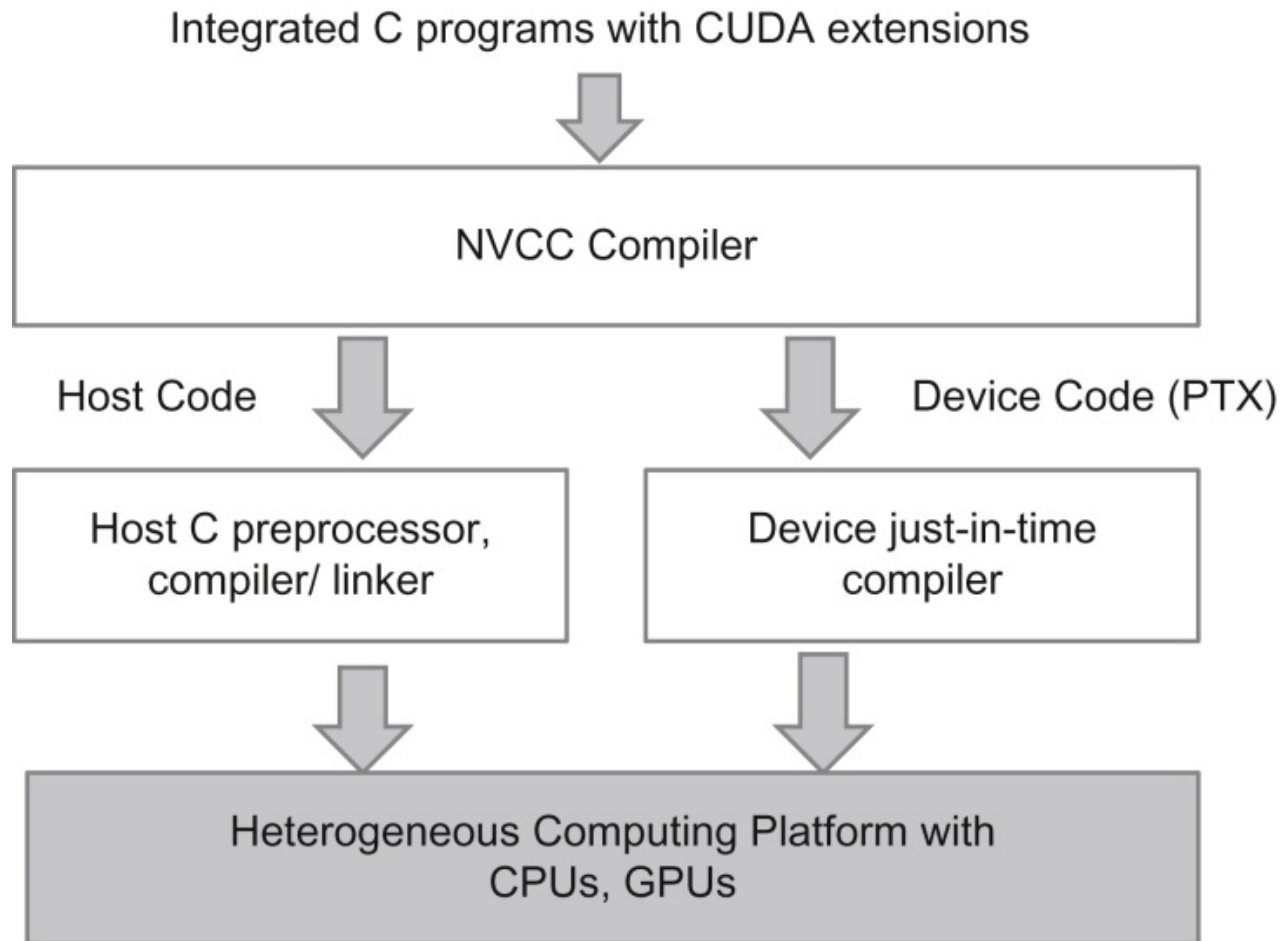 Integrated C programs with CUDA extensions
NVCC Compiler
Host Code
Device Code (PTX)
Host C preprocessor,
compiler/ linker
Device just-in-time
compiler
Heterogeneous Computing Platform with
CPUs, GPUs